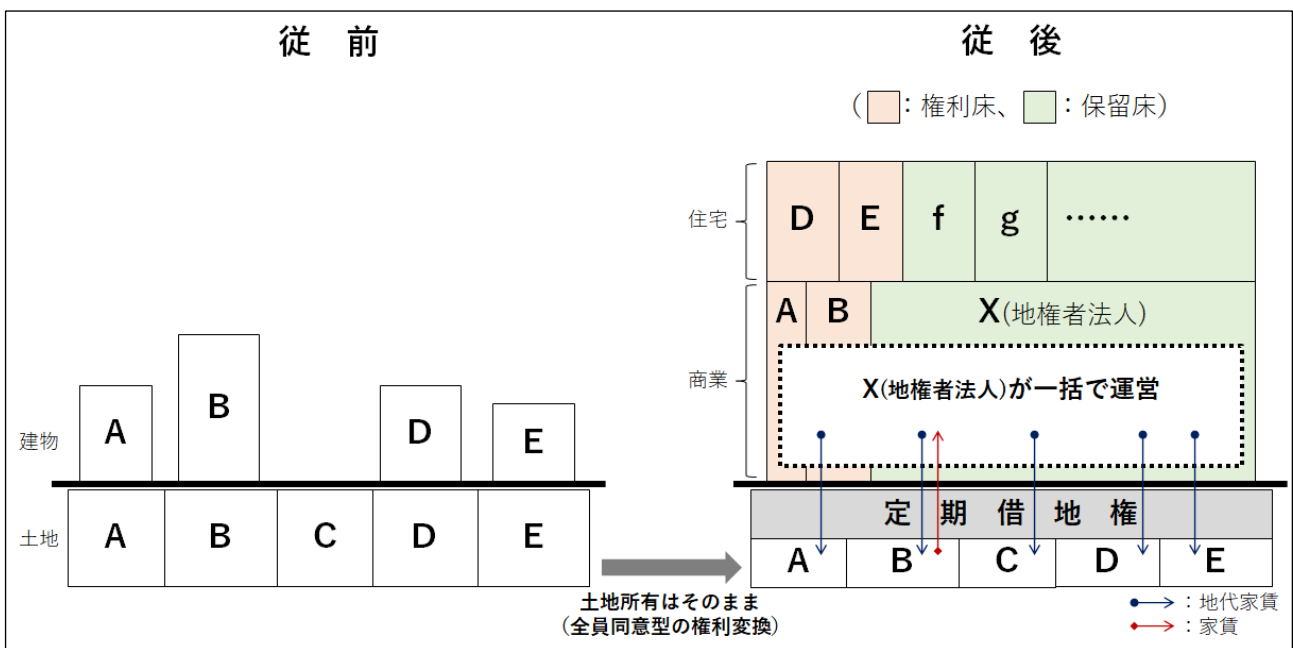 従 前
従 後
(　：権利床、　：保留床)
住宅
D E f g ……
A B X(地権者法人)
商業
X(地権者法人)が一括で運営
A B D E
建物
土地
A B C D E
定 期 借 地 権
A B C D E
土地所有はそのまま
(全員同意型の権利変換)
：地代家賃
：家賃